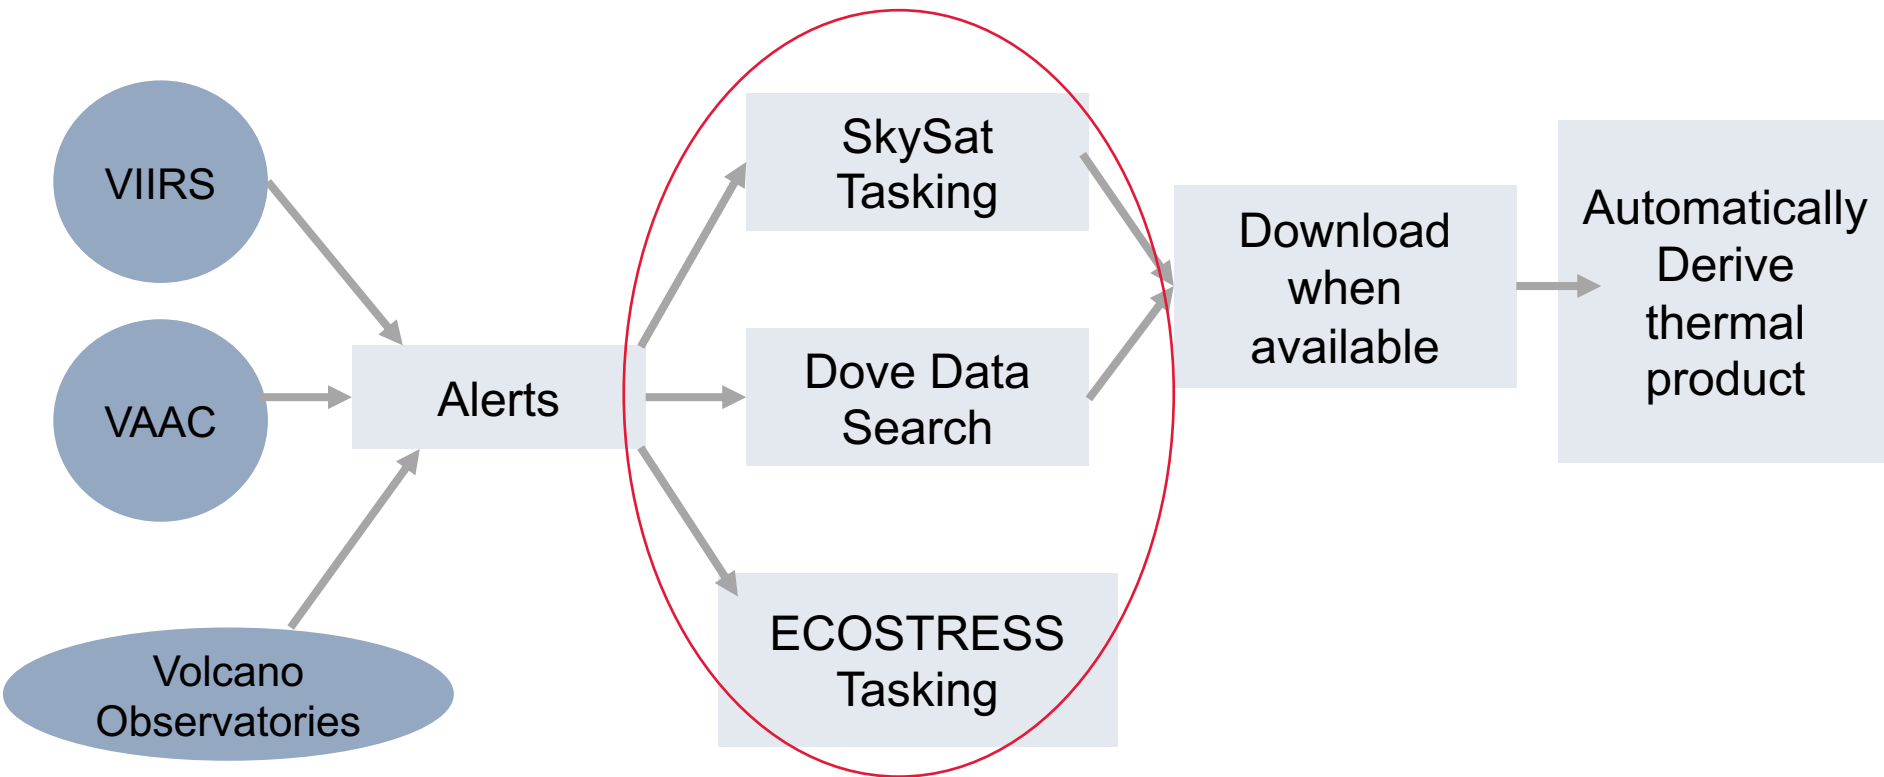 VIIRS
VAAC
Volcano
Observatories
Alerts
SkySat
Tasking
Dove Data
Search
ECOSTRESS
Tasking
Download
when
available
Automatically
Derive
thermal
product